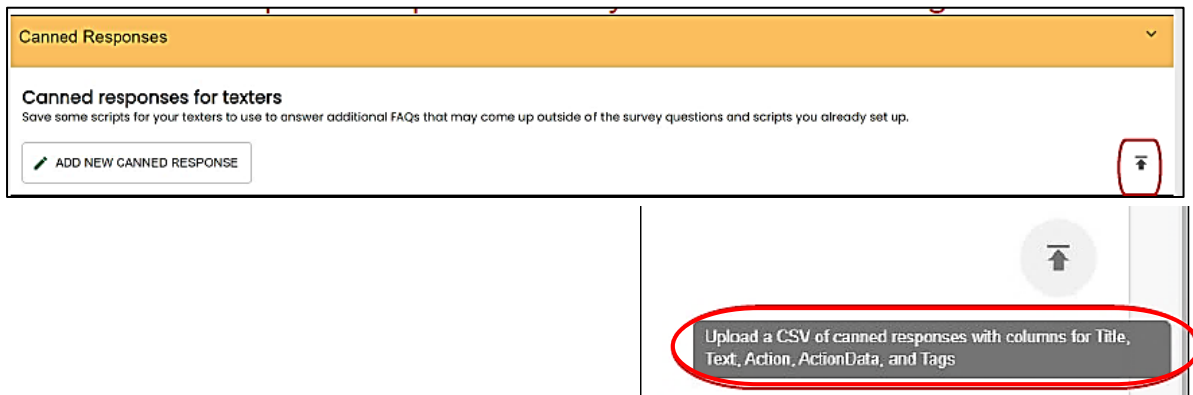 Canned Responses
Canned responses for texters
Save some scripts for your texters to use to answer additional FAQs that may come up outside of the survey questions and scripts you already set up.
ADD NEW CANNED RESPONSE
Upload a CSV of canned responses with columns for Title,
Text, Action, ActionData, and Tags